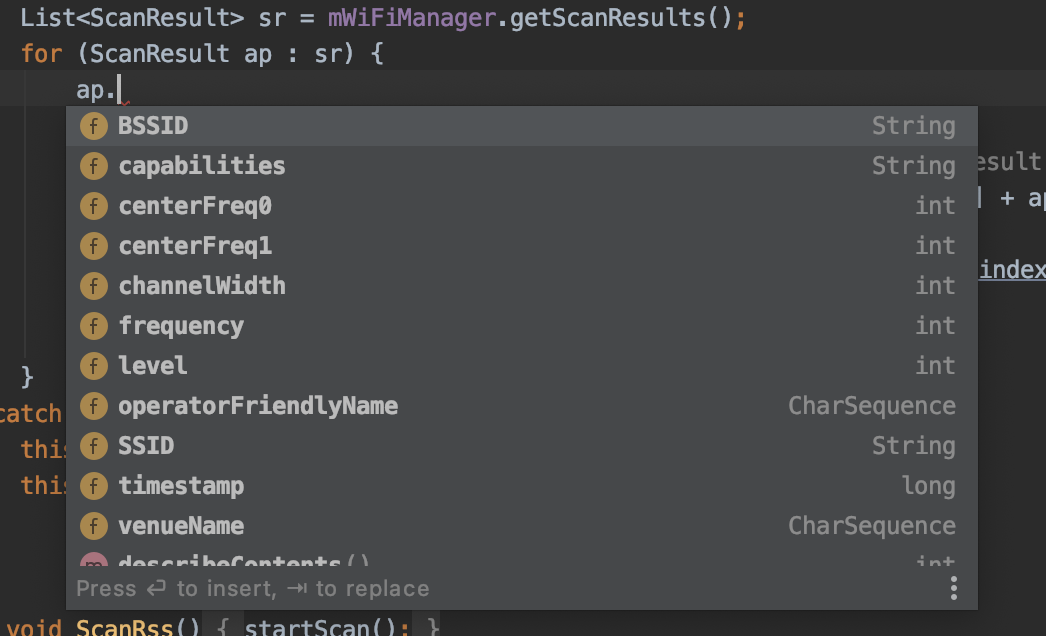 List<ScanResult> sr = mWiFiManager.getScanResults();
for (ScanResult ap : sr) {
ap.
f BSSID String
f capabilities String
esult
f centerFreq0 int
+ ap
f centerFreq1 int
f channelWidth int
index
f frequency int
f level int
}
f operatorFriendlyName CharSequence
catch
f SSID String
this
f timestamp long
this
f venueName CharSequence
m describeContents() int
Press ↩ to insert, ⇥ to replace
void ScanRss() { startScan(); }